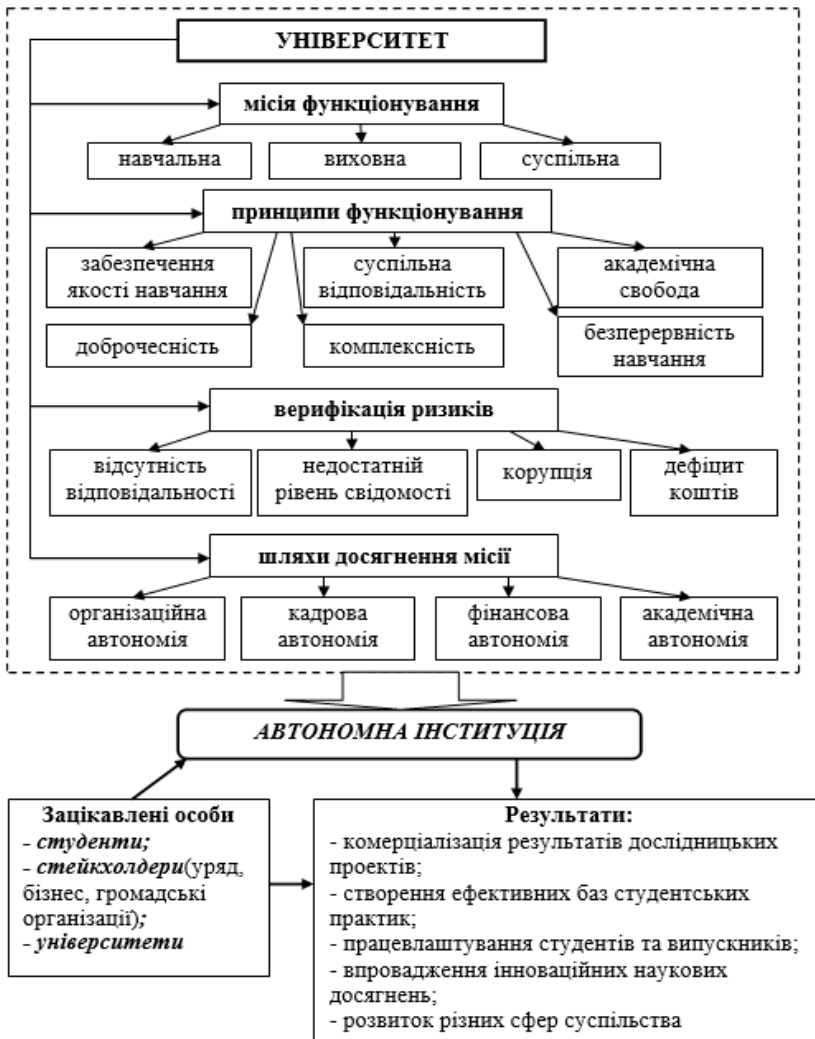 УНІВЕРСИТЕТ
місія функціонування
навчальна
виховна
суспільна
принципи функціонування
забезпечення
якості навчання
суспільна
відповідальність
академічна
свобода
доброчесність
комплексність
безперервність
навчання
верифікація ризиків
відсутність
відповідальності
недостатній
рівень свідомості
корупція
дефіцит
коштів
шляхи досягнення місії
організаційна
автономія
кадрова
автономія
фінансова
автономія
академічна
автономія
АВТОНОМНА ІНСТИТУЦІЯ
Зацікавлені особи
- студенти;
- стейкхолдери(уряд,
бізнес, громадські
організації);
- університети
Результати:
- комерціалізація результатів дослідницьких
проектів;
- створення ефективних баз студентських
практик;
- працевлаштування студентів та випускників;
- впровадження інноваційних наукових
досягнень;
- розвиток різних сфер суспільства